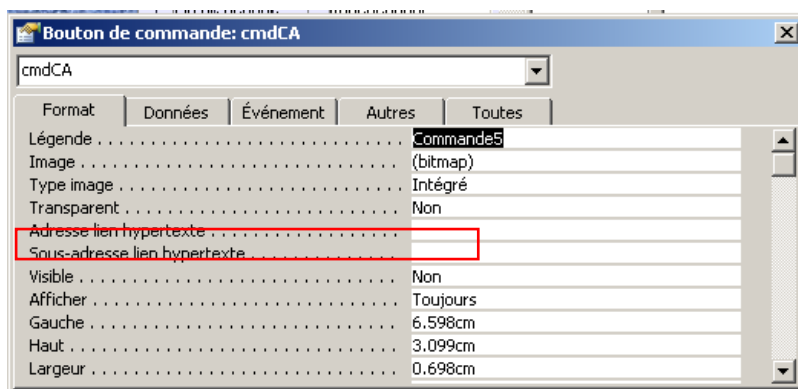 Bouton de commande: cmdCA
cmdCA
Format Données Événement Autres Toutes
Légende Commande5
Image (bitmap)
Type image Intégré
Transparent Non
Adresse lien hypertexte
Sous-adresse lien hypertexte
Visible Non
Afficher Toujours
Gauche 6.598cm
Haut 3.099cm
Largeur 0.698cm